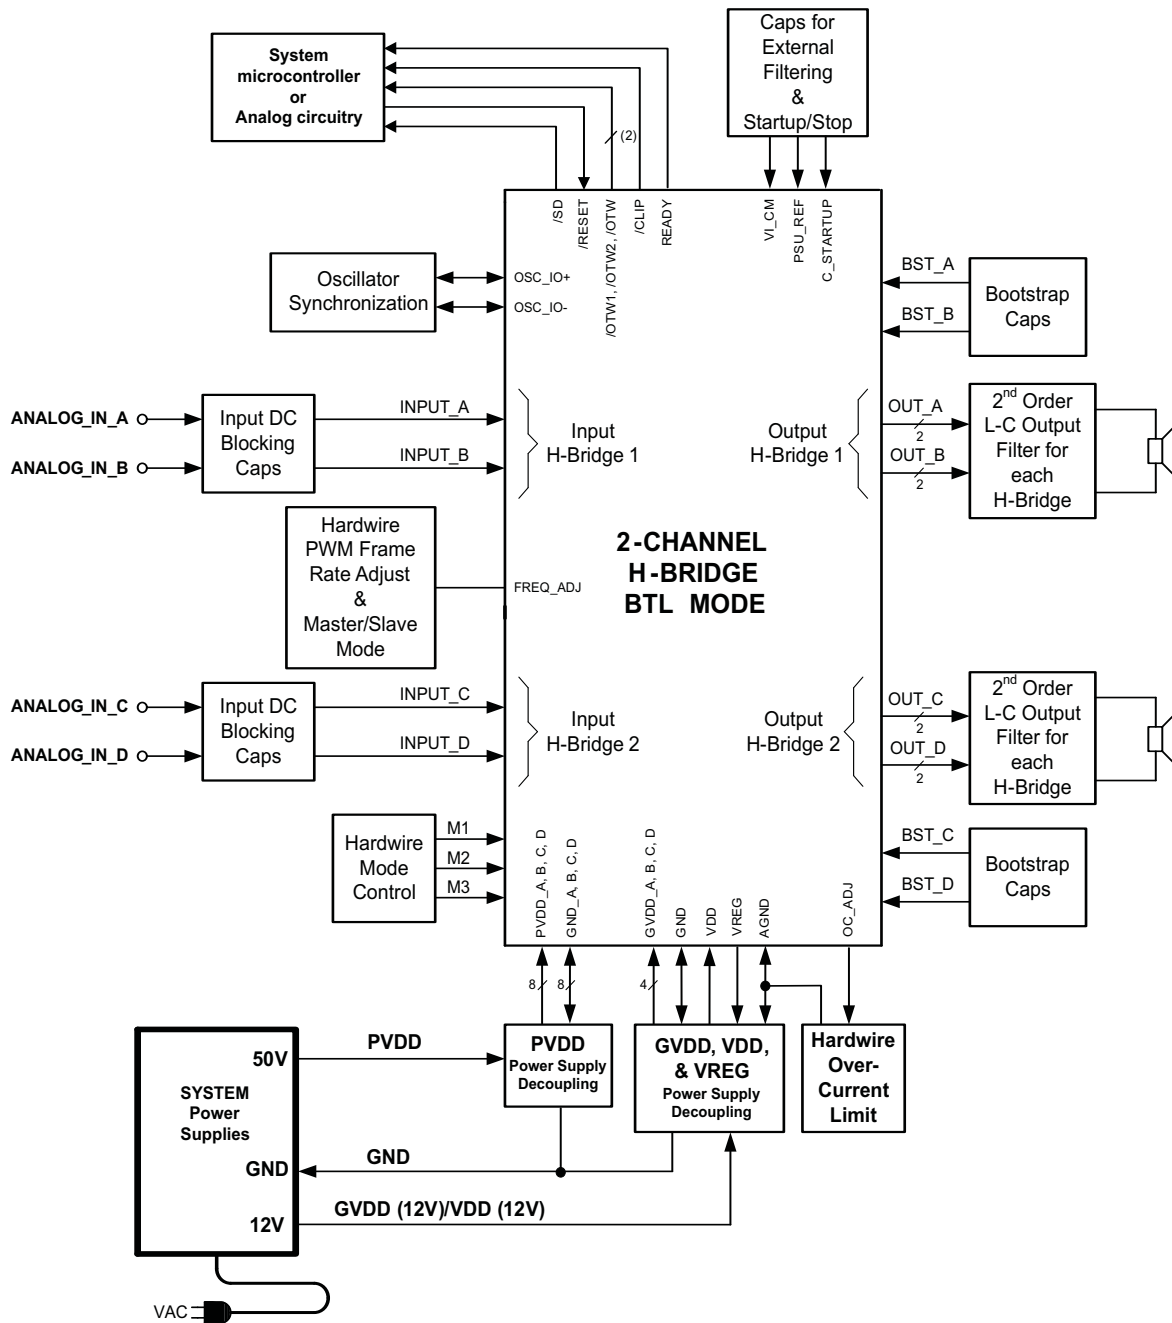 System
microcontroller
or
Analog circuitry
Caps for
External
Filtering
&
Startup/Stop
(2)
/SD
/RESET
/OTW1, /OTW2, /OTW
/CLIP
READY
VI_CM
PSU_REF
C_STARTUP
Oscillator
Synchronization
OSC_IO+
OSC_IO-
BST_A
BST_B
Bootstrap
Caps
ANALOG_IN_A
ANALOG_IN_B
Input DC
Blocking
Caps
INPUT_A
INPUT_B
Input
H-Bridge 1
Output
H-Bridge 1
OUT_A
2
OUT_B
2
2nd Order
L-C Output
Filter for
each
H-Bridge
Hardwire
PWM Frame
Rate Adjust
&
Master/Slave
Mode
FREQ_ADJ
2-CHANNEL
H-BRIDGE
BTL MODE
ANALOG_IN_C
ANALOG_IN_D
Input DC
Blocking
Caps
INPUT_C
INPUT_D
Input
H-Bridge 2
Output
H-Bridge 2
OUT_C
2
OUT_D
2
2nd Order
L-C Output
Filter for
each
H-Bridge
Hardwire
Mode
Control
M1
M2
M3
PVDD_A, B, C, D
GND_A, B, C, D
GVDD_A, B, C, D
GND
VDD
VREG
AGND
OC_ADJ
BST_C
BST_D
Bootstrap
Caps
8
8
4
PVDD
Power Supply
Decoupling
GVDD, VDD,
& VREG
Power Supply
Decoupling
Hardwire
Over-
Current
Limit
SYSTEM
Power
Supplies
50V
GND
12V
PVDD
GND
GVDD (12V)/VDD (12V)
VAC